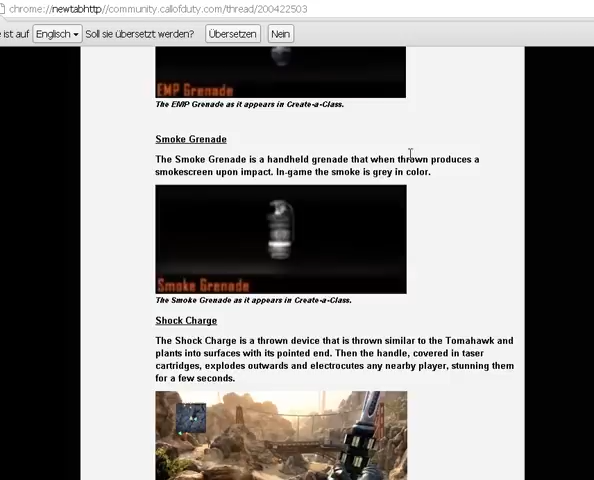 chrome://newtabhttp//community.callofduty.com/thread/200422503
e ist auf Englisch Soll sie übersetzt werden? Übersetzen Nein
EMP Grenade
The EMP Grenade as it appears in Create-a-Class.
Smoke Grenade
The Smoke Grenade is a handheld grenade that when thrown produces a
smokescreen upon impact. In-game the smoke is grey in color.
Smoke Grenade
The Smoke Grenade as it appears in Create-a-Class.
Shock Charge
The Shock Charge is a thrown device that is thrown similar to the Tomahawk and
plants into surfaces with its pointed end. Then the handle, covered in taser
cartridges, explodes outwards and electrocutes any nearby player, stunning them
for a few seconds.